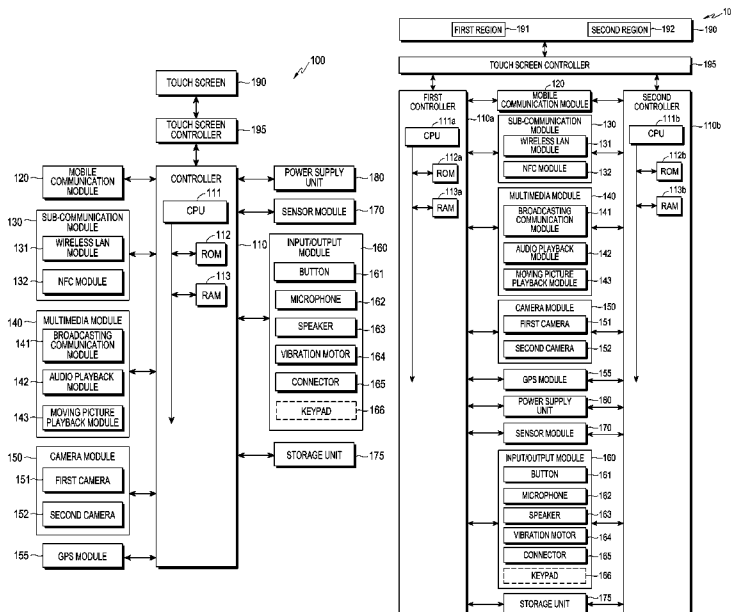 100
TOUCH SCREEN
190
TOUCH SCREEN
CONTROLLER
195
120
MOBILE
COMMUNICATION
MODULE
130
SUB-COMMUNICATION
MODULE
131
WIRELESS LAN
MODULE
132
NFC MODULE
140
MULTIMEDIA MODULE
141
BROADCASTING
COMMUNICATION
MODULE
142
AUDIO PLAYBACK
MODULE
143
MOVING PICTURE
PLAYBACK MODULE
150
CAMERA MODULE
151
FIRST CAMERA
152
SECOND CAMERA
155
GPS MODULE
CONTROLLER
111
CPU
110
112
ROM
113
RAM
POWER SUPPLY
UNIT
180
SENSOR MODULE
170
INPUT/OUTPUT
MODULE
160
BUTTON
161
MICROPHONE
162
SPEAKER
163
VIBRATION MOTOR
164
CONNECTOR
165
KEYPAD
166
STORAGE UNIT
175
10
FIRST REGION
191
SECOND REGION
192
190
TOUCH SCREEN CONTROLLER
195
FIRST
CONTROLLER
110a
111a
CPU
112a
ROM
113a
RAM
120
MOBILE
COMMUNICATION MODULE
SUB-COMMUNICATION
MODULE
130
WIRELESS LAN
MODULE
131
NFC MODULE
132
MULTIMEDIA MODULE
140
BROADCASTING
COMMUNICATION
MODULE
141
AUDIO PLAYBACK
MODULE
142
MOVING PICTURE
PLAYBACK MODULE
143
CAMERA MODULE
150
FIRST CAMERA
151
SECOND CAMERA
152
GPS MODULE
155
POWER SUPPLY
UNIT
180
SENSOR MODULE
170
INPUT/OUTPUT MODULE
160
BUTTON
161
MICROPHONE
162
SPEAKER
163
VIBRATION MOTOR
164
CONNECTOR
165
KEYPAD
166
STORAGE UNIT
175
SECOND
CONTROLLER
110b
111b
CPU
112b
ROM
113b
RAM